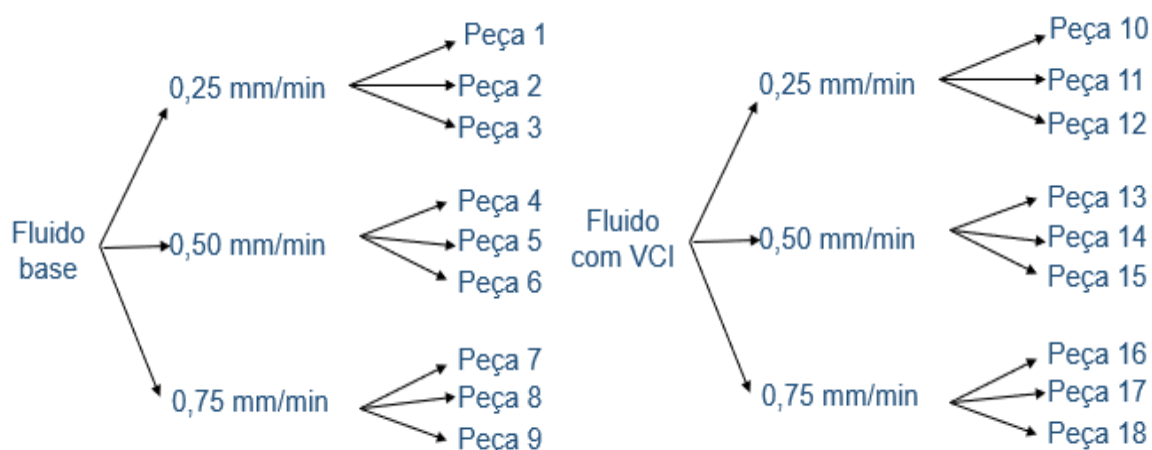 Fluido
base
0,25 mm/min
Peça 1
Peça 2
Peça 3
0,50 mm/min
Peça 4
Peça 5
Peça 6
0,75 mm/min
Peça 7
Peça 8
Peça 9
Fluido
com VCI
0,25 mm/min
Peça 10
Peça 11
Peça 12
0,50 mm/min
Peça 13
Peça 14
Peça 15
0,75 mm/min
Peça 16
Peça 17
Peça 18